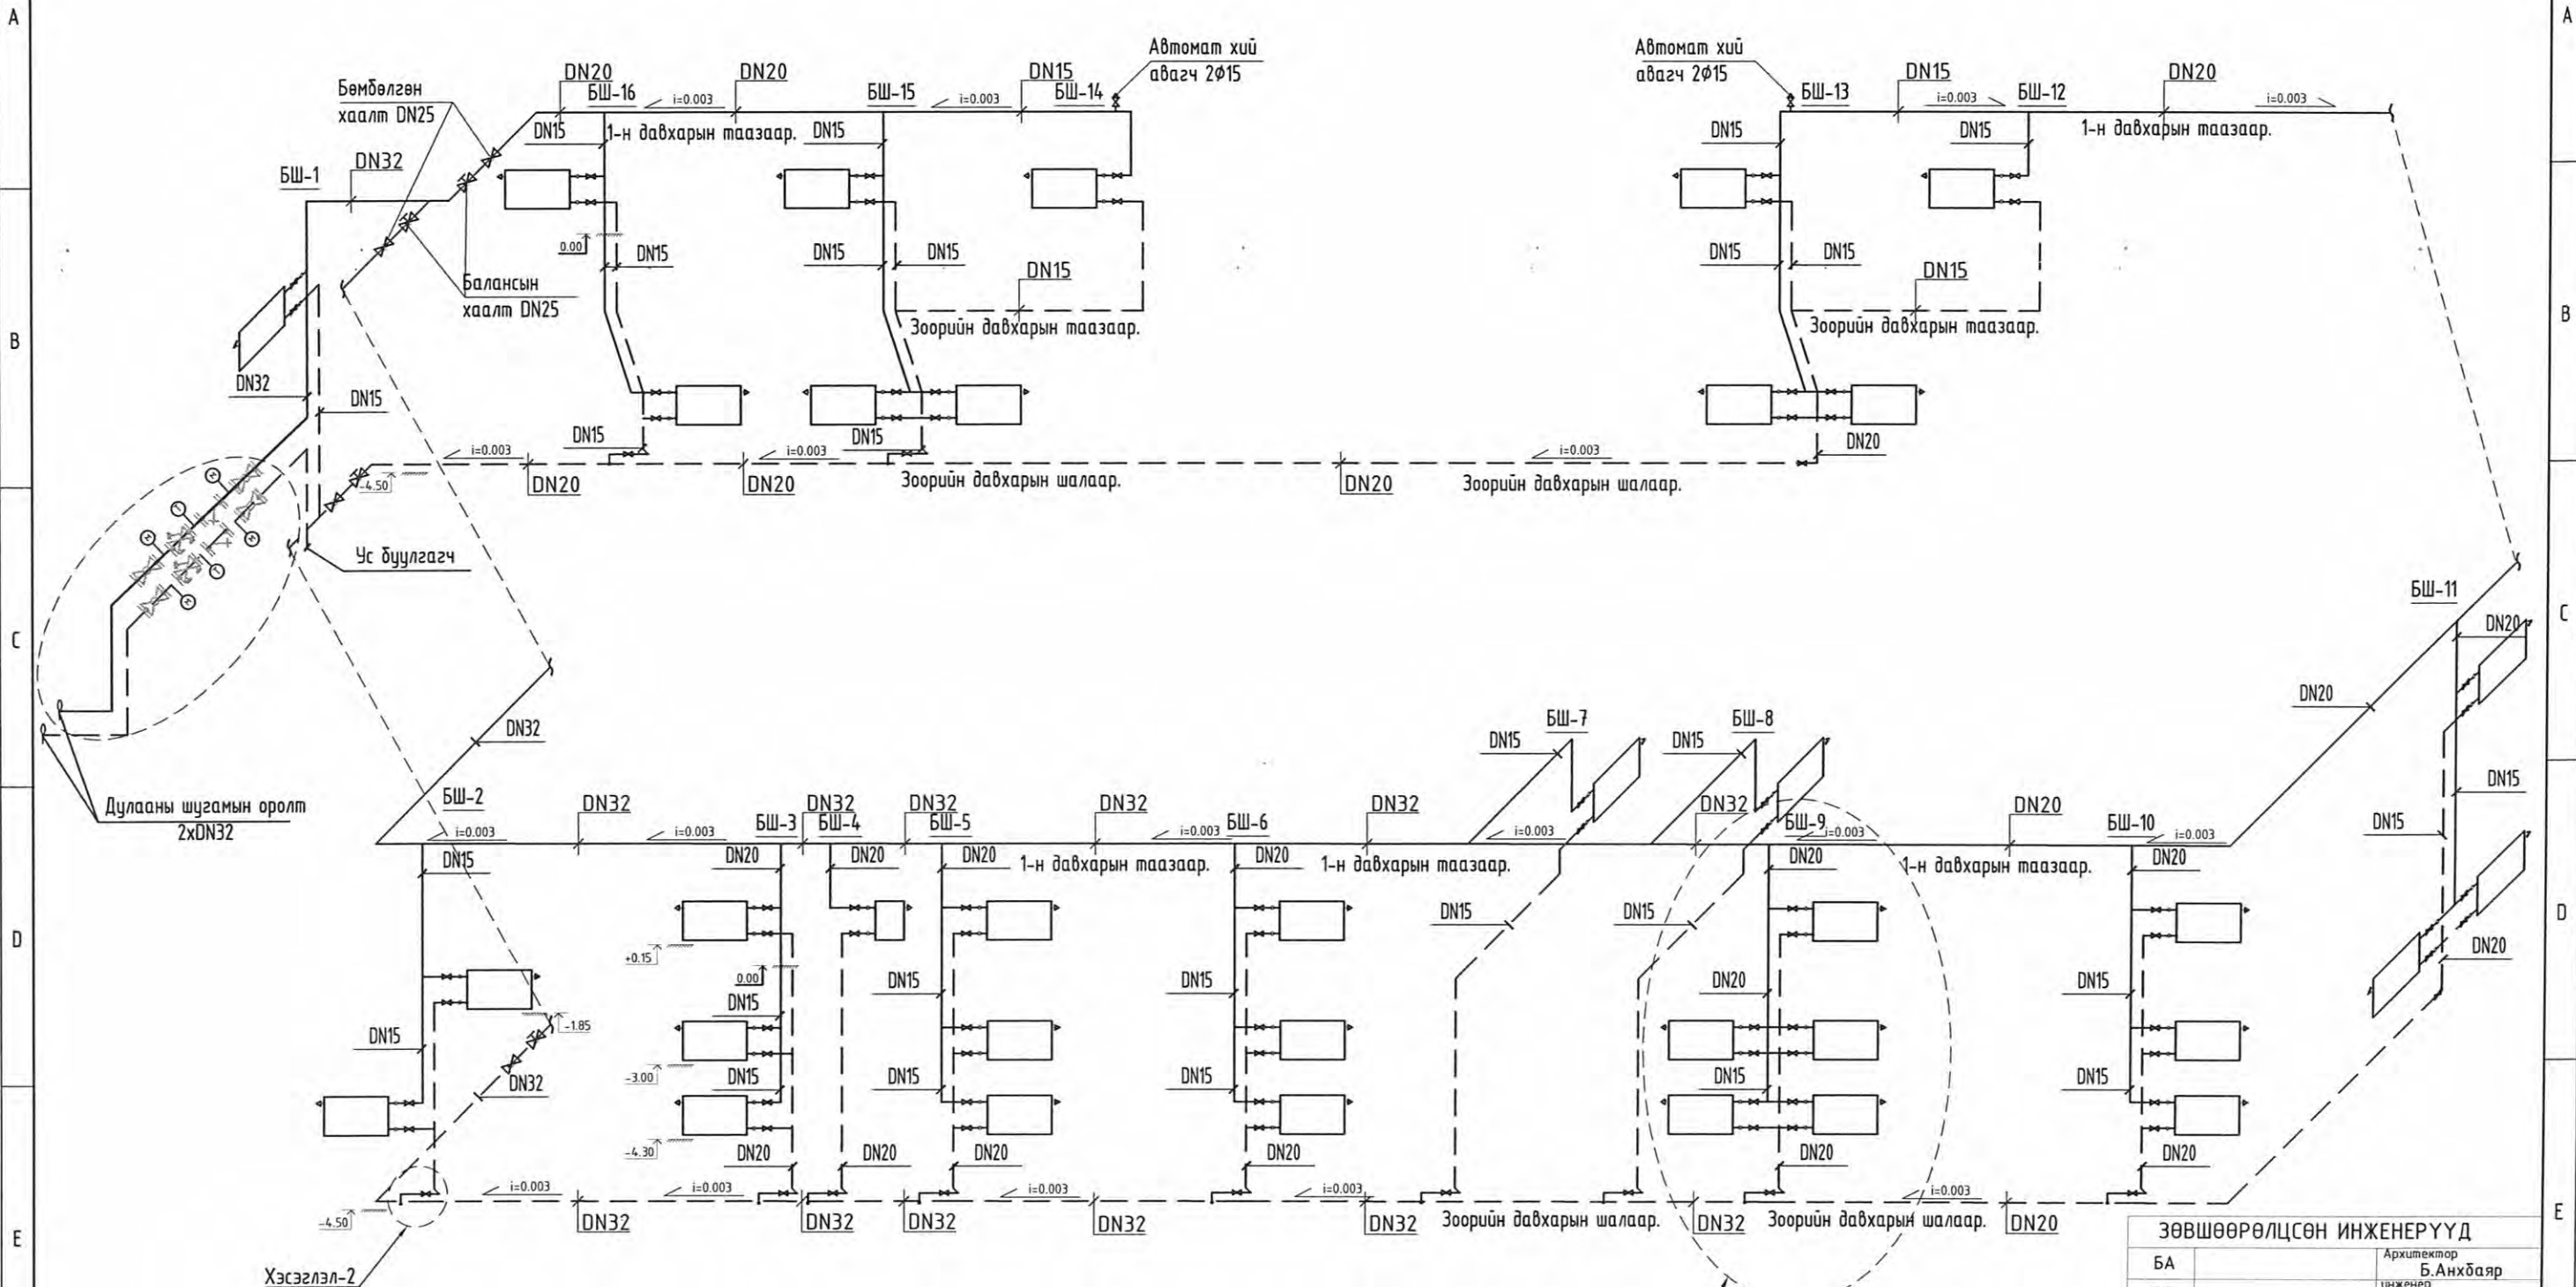 A
A
Автомат хий
авагч 2ф15
Автомат хий
авагч 2ф15
DN20
DN20
DN15
DN15
DN20
Бөмбөлгөн
хаалт DN25
БШ-16
i=0.003
БШ-15
i=0.003
БШ-14
БШ-13
i=0.003
БШ-12
i=0.003
DN15
1-н давхарын таазаар.
DN15
DN15
DN15
1-н давхарын таазаар.
БШ-1
DN32
0.00
DN15
DN15
DN15
DN15
DN15
DN15
DN15
Балансын
хаалт DN25
Зоорийн давхарын таазаар.
Зоорийн давхарын таазаар.
B
B
DN32
DN15
DN15
DN15
DN20
i=0.003
i=0.003
i=0.003
-4.50
DN20
DN20
Зоорийн давхарын шалаар.
DN20
Зоорийн давхарын шалаар.
Ус буулгагч
БШ-11
C
C
DN20
DN20
DN32
БШ-7
БШ-8
DN15
DN15
DN15
Дулааны шугамын оролт
2xDN32
БШ-2
DN32
DN32
DN32
DN32
DN32
DN32
DN20
БШ-3
БШ-4
БШ-5
БШ-6
БШ-9
БШ-10
i=0.003
i=0.003
i=0.003
i=0.003
i=0.003
i=0.003
DN15
DN15
DN20
DN20
DN20
1-н давхарын таазаар.
DN20
1-н давхарын таазаар.
DN20
1-н давхарын таазаар.
DN20
D
D
DN15
DN15
+0.15
0.00
DN20
DN15
DN15
DN15
DN20
DN15
-1.85
DN15
-3.00
DN32
DN15
DN15
DN15
DN15
DN15
-4.30
DN20
DN20
DN20
DN20
DN20
DN20
i=0.003
i=0.003
i=0.003
i=0.003
i=0.003
-4.50
DN32
DN32
DN32
DN32
DN32
Зоорийн давхарын шалаар.
DN32
Зоорийн давхарын шалаар.
DN20
E
E
Хэсэглэл-2
ЗӨВШӨӨРӨЛЦСӨН ИНЖЕНЕРҮҮД
БА
Архитектор
Б.Анхбаяр